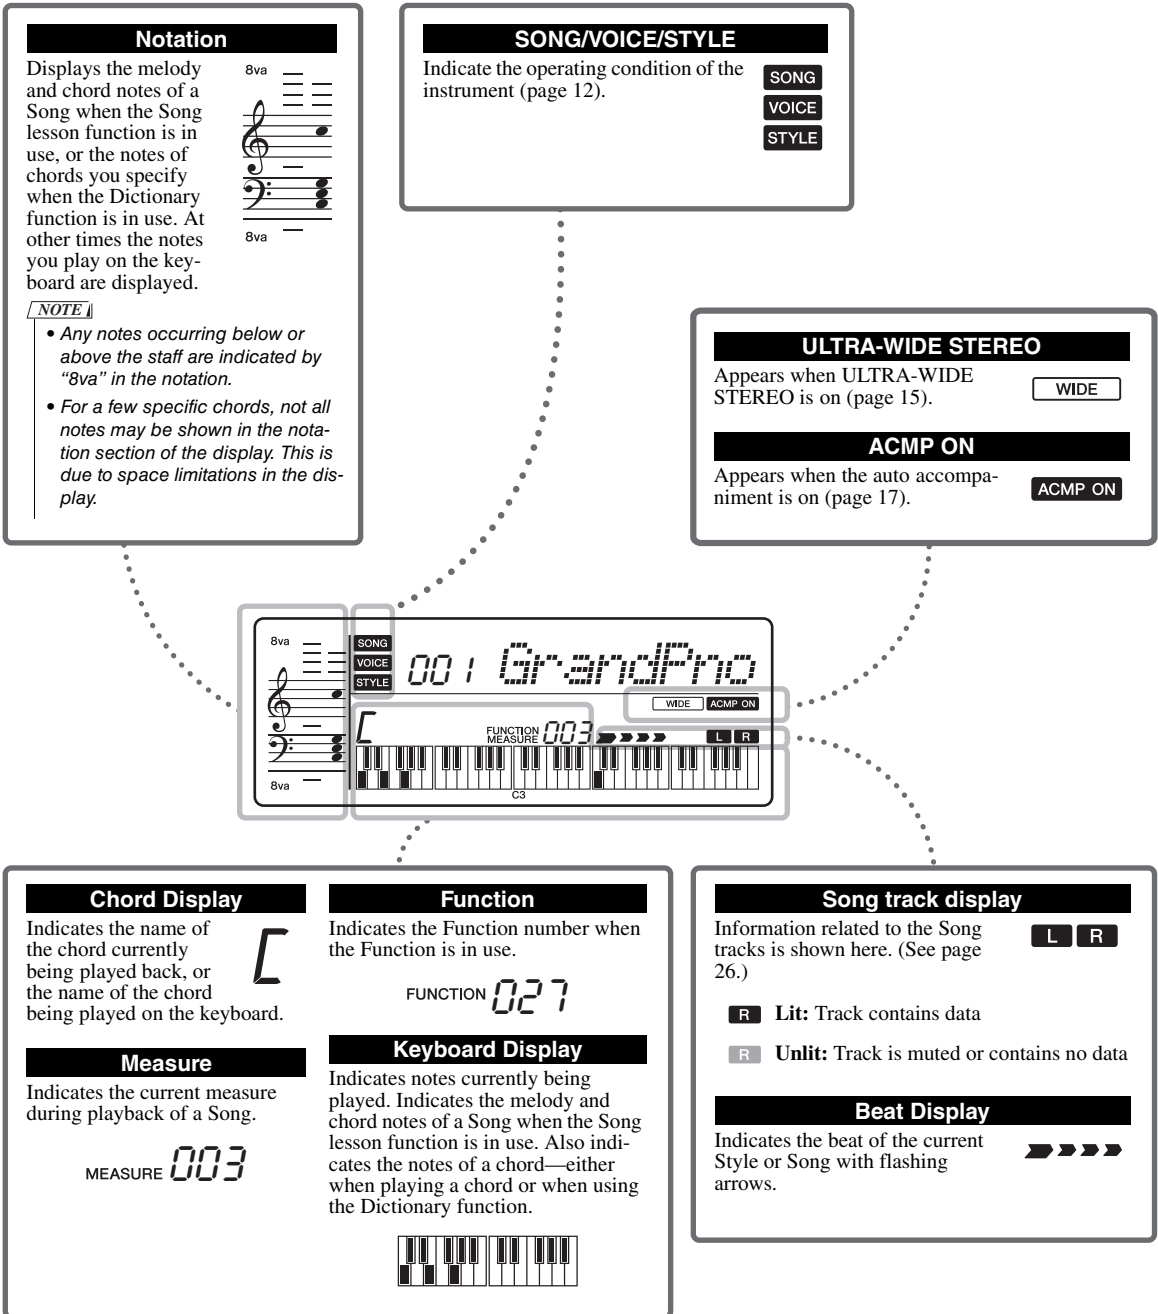 Notation
Displays the melody
and chord notes of a
Song when the Song
lesson function is in
use, or the notes of
chords you specify
when the Dictionary
function is in use. At
other times the notes
you play on the key-
board are displayed.
8va
8va
NOTE
• Any notes occurring below or
above the staff are indicated by
“8va” in the notation.
• For a few specific chords, not all
notes may be shown in the nota-
tion section of the display. This is
due to space limitations in the dis-
play.
SONG/VOICE/STYLE
Indicate the operating condition of the
instrument (page 12).
SONG
VOICE
STYLE
ULTRA-WIDE STEREO
Appears when ULTRA-WIDE
STEREO is on (page 15).
WIDE
ACMP ON
Appears when the auto accompa-
niment is on (page 17).
ACMP ON
8va
8va
SONG
VOICE
STYLE
001 GrandPno
WIDE ACMP ON
C
FUNCTION
MEASURE 003
L R
C3
Chord Display
Indicates the name of
the chord currently
being played back, or
the name of the chord
being played on the keyboard.
C
Measure
Indicates the current measure
during playback of a Song.
MEASURE 003
Function
Indicates the Function number when
the Function is in use.
FUNCTION 027
Keyboard Display
Indicates notes currently being
played. Indicates the melody and
chord notes of a Song when the Song
lesson function is in use. Also indi-
cates the notes of a chord—either
when playing a chord or when using
the Dictionary function.
Song track display
Information related to the Song
tracks is shown here. (See page
26.)
L R
R Lit: Track contains data
R Unlit: Track is muted or contains no data
Beat Display
Indicates the beat of the current
Style or Song with flashing
arrows.